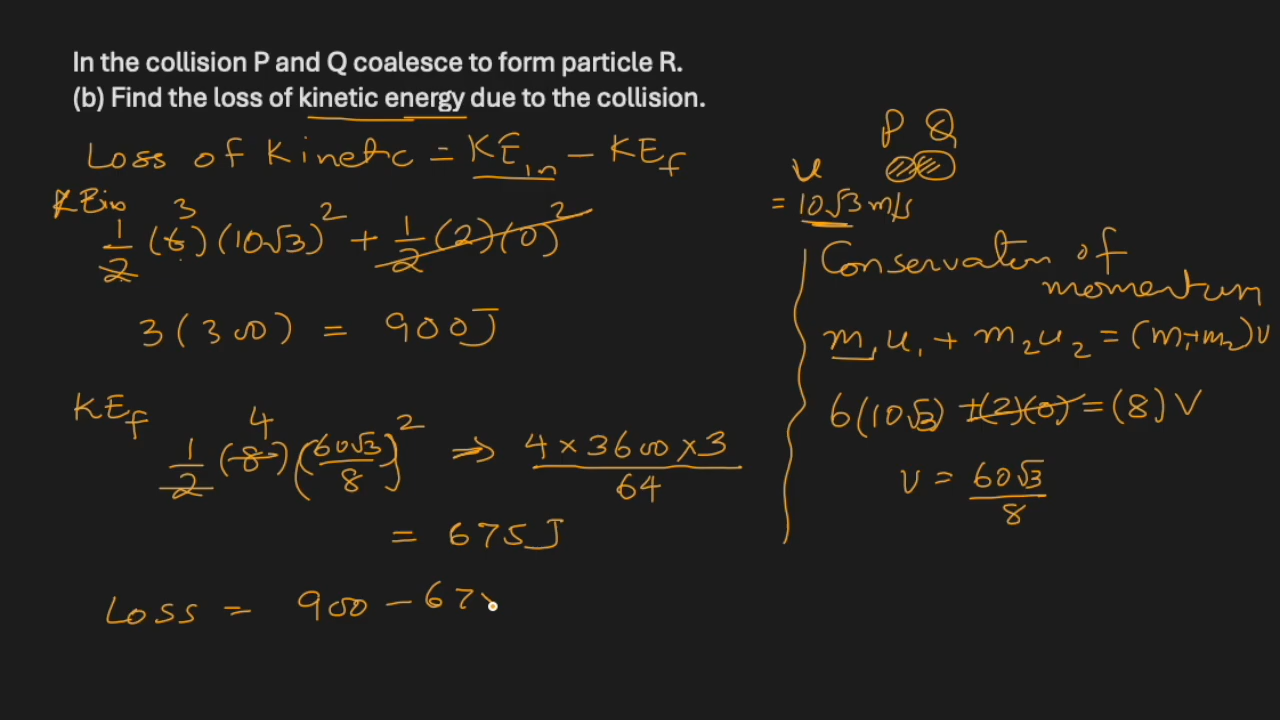 In the collision P and Q coalesce to form particle R.
(b) Find the loss of kinetic energy due to the collision.
Loss of Kinetic = KE_in − KE_f
KE_in
1/2 (6) 3 (10√3)² + 1/2 (2)(0)²
3(300) = 900J
KE_f
1/2 (8) 4 (60√3/8)² ⇒ 4 × 3600 × 3 / 64
= 675J
Loss = 900 − 67
P Q
u
= 10√3 m/s
Conservation of
momentum
m₁u₁ + m₂u₂ = (m₁+m₂)v
6(10√3) +(2)(0) = (8)V
v = 60√3/8